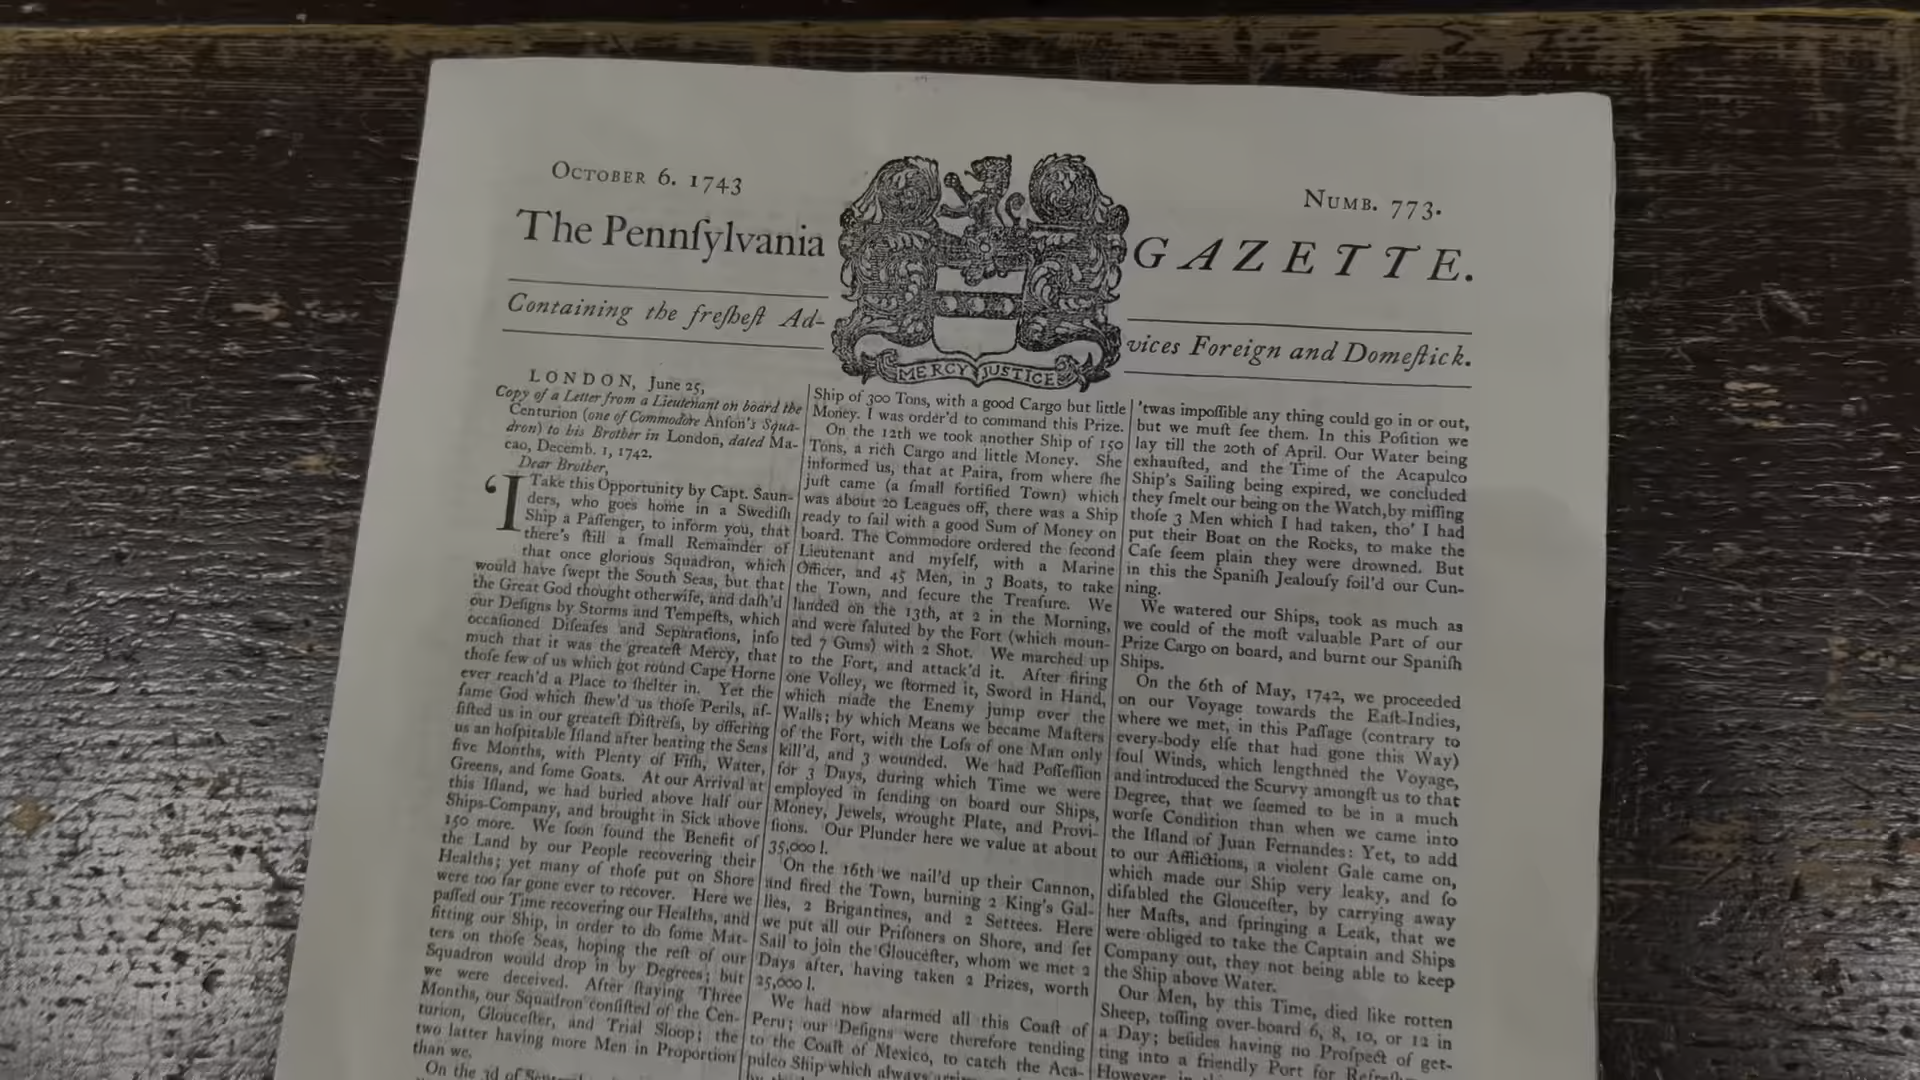 OCTOBER 6. 1743
NUMB. 773.
The Pennſylvania
GAZETTE.
Containing the freſheſt Ad-
vices Foreign and Domeſtick.
MERCY JUSTICE
LONDON, June 25,
Copy of a Letter from a Lieutenant on board the
Centurion (one of Commodore Anſon's Squa-
dron) to his Brother in London, dated Ma-
cao, Decemb. 1, 1742.
Dear Brother,
'I Take this Opportunity by Capt. Saun-
ders, who goes home in a Swediſh
Ship a Paſſenger, to inform you, that
there's ſtill a ſmall Remainder of
that once glorious Squadron, which
would have ſwept the South Seas, but that
the Great God thought otherwiſe, and daſh'd
our Deſigns by Storms and Tempeſts, which
occaſioned Diſeaſes and Separations, inſo
much that it was the greateſt Mercy, that
thoſe few of us which got round Cape Horne
ever reach'd a Place to ſhelter in. Yet the
ſame God which ſhew'd us thoſe Perils, aſ-
ſiſted us in our greateſt Diſtreſs, by offering
us an hoſpitable Iſland after beating the Seas
five Months, with Plenty of Fiſh, Water,
Greens, and ſome Goats. At our Arrival at
this Iſland, we had buried above half our
Ships-Company, and brought in Sick above
150 more. We ſoon found the Benefit of
the Land by our People recovering their
Healths; yet many of thoſe put on Shore
were too far gone ever to recover. Here we
paſſed our Time recovering our Healths, and
fitting our Ship, in order to do ſome Mat-
ters on thoſe Seas, hoping the reſt of our
Squadron would drop in by Degrees; but
we were deceived. After ſtaying Three
Months, our Squadron conſiſted of the Cen-
turion, Glouceſter, and Trial Sloop; the
two latter having more Men in Proportion
than we.
On the 3d of
Ship of 300 Tons, with a good Cargo but little
Money. I was order'd to command this Prize.
On the 12th we took another Ship of 150
Tons, a rich Cargo and little Money. She
informed us, that at Paira, from where ſhe
juſt came (a ſmall fortified Town) which
was about 20 Leagues off, there was a Ship
ready to ſail with a good Sum of Money on
board. The Commodore ordered the ſecond
Lieutenant and myſelf, with a Marine
Officer, and 45 Men, in 3 Boats, to take
the Town, and ſecure the Treaſure. We
landed on the 13th, at 2 in the Morning,
and were ſaluted by the Fort (which moun-
ted 7 Guns) with 2 Shot. We marched up
to the Fort, and attack'd it. After firing
one Volley, we ſtormed it, Sword in Hand,
which made the Enemy jump over the
Walls; by which Means we became Maſters
of the Fort, with the Loſs of one Man only
kill'd, and 3 wounded. We had Poſſeſſion
for 3 Days, during which Time we were
employed in ſending on board our Ships,
Money, Jewels, wrought Plate, and Provi-
ſions. Our Plunder here we value at about
35,000 l.
On the 16th we nail'd up their Cannon,
and fired the Town, burning 2 King's Gal-
lies, 2 Brigantines, and 2 Settees. Here
we put all our Priſoners on Shore, and ſet
Sail to join the Glouceſter, whom we met 2
Days after, having taken 2 Prizes, worth
25,000 l.
We had now alarmed all this Coaſt of
Peru; our Deſigns were therefore tending
to the Coaſt of Mexico, to catch the Aca-
pulco Ship which always
'twas impoſſible any thing could go in or out,
but we muſt ſee them. In this Poſition we
lay till the 20th of April. Our Water being
exhauſted, and the Time of the Acapulco
Ship's Sailing being expired, we concluded
they ſmelt our being on the Watch,by miſſing
thoſe 3 Men which I had taken, tho' I had
put their Boat on the Rocks, to make the
Caſe ſeem plain they were drowned. But
in this the Spaniſh Jealouſy foil'd our Cun-
ning.
We watered our Ships, took as much as
we could of the moſt valuable Part of our
Prize Cargo on board, and burnt our Spaniſh
Ships.
On the 6th of May, 1742, we proceeded
on our Voyage towards the Eaſt-Indies,
where we met, in this Paſſage (contrary to
every-body elſe that had gone this Way)
foul Winds, which lengthned the Voyage,
and introduced the Scurvy amongſt us to that
Degree, that we ſeemed to be in a much
worſe Condition than when we came into
the Iſland of Juan Fernandes: Yet, to add
to our Afflictions, a violent Gale came on,
which made our Ship very leaky, and ſo
diſabled the Glouceſter, by carrying away
her Maſts, and ſpringing a Leak, that we
were obliged to take the Captain and Ships
Company out, they not being able to keep
the Ship above Water.
Our Men, by this Time, died like rotten
Sheep, toſſing over-board 6, 8, 10, or 12 in
a Day; beſides having no Proſpect of get-
ting into a friendly Port for
However, in